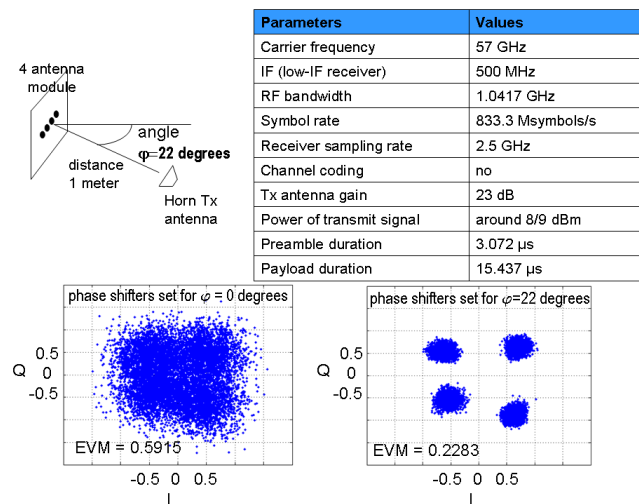 4 antenna
module
angle
φ=22 degrees
distance
1 meter
Horn Tx
antenna
Parameters Values
Carrier frequency 57 GHz
IF (low-IF receiver) 500 MHz
RF bandwidth 1.0417 GHz
Symbol rate 833.3 Msymbols/s
Receiver sampling rate 2.5 GHz
Channel coding no
Tx antenna gain 23 dB
Power of transmit signal around 8/9 dBm
Preamble duration 3.072 µs
Payload duration 15.437 µs
phase shifters set for φ = 0 degrees
0.5
Q 0
-0.5
EVM = 0.5915
-0.5 0 0.5
I
phase shifters set for φ=22 degrees
0.5
Q 0
-0.5
EVM = 0.2283
-0.5 0 0.5
I